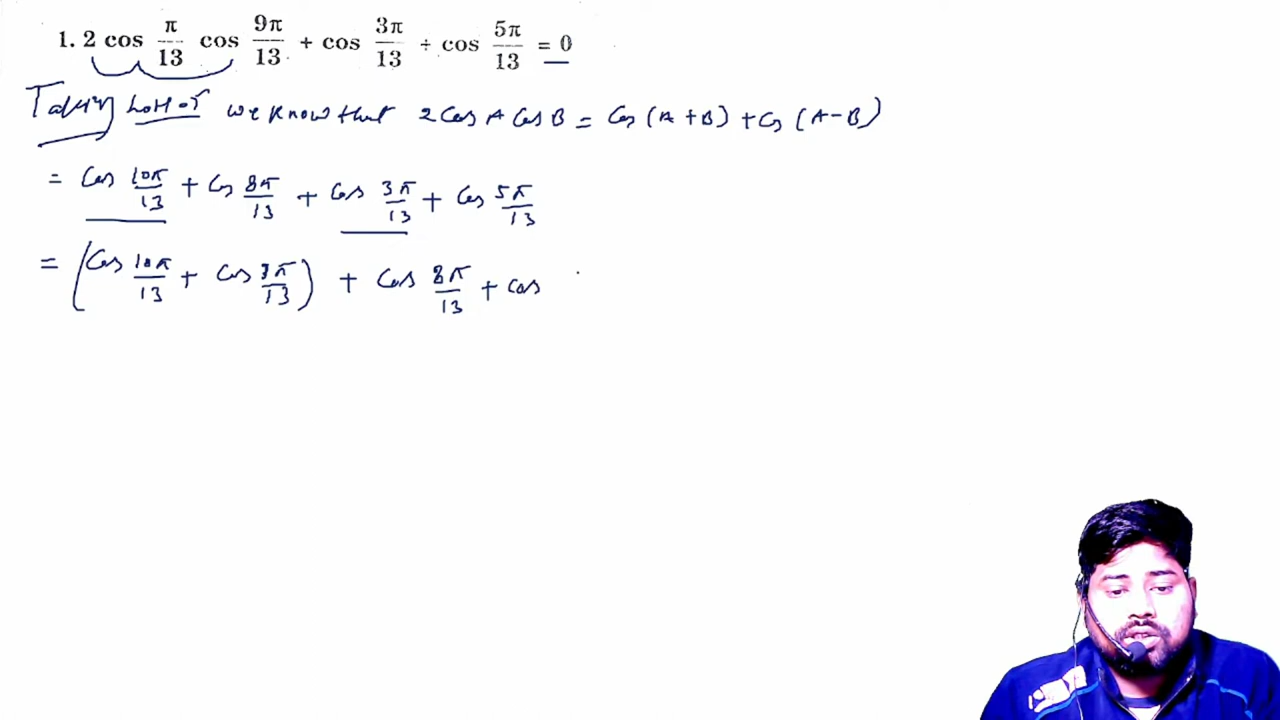 1. 2 cos π/13 cos 9π/13 + cos 3π/13 + cos 5π/13 = 0
Taking L.H.S we know that 2 Cos A Cos B = Cos (A + B) + Cos (A - B)
= Cos 10π/13 + Cos 8π/13 + Cos 3π/13 + Cos 5π/13
= (Cos 10π/13 + Cos 3π/13) + Cos 8π/13 + Cos